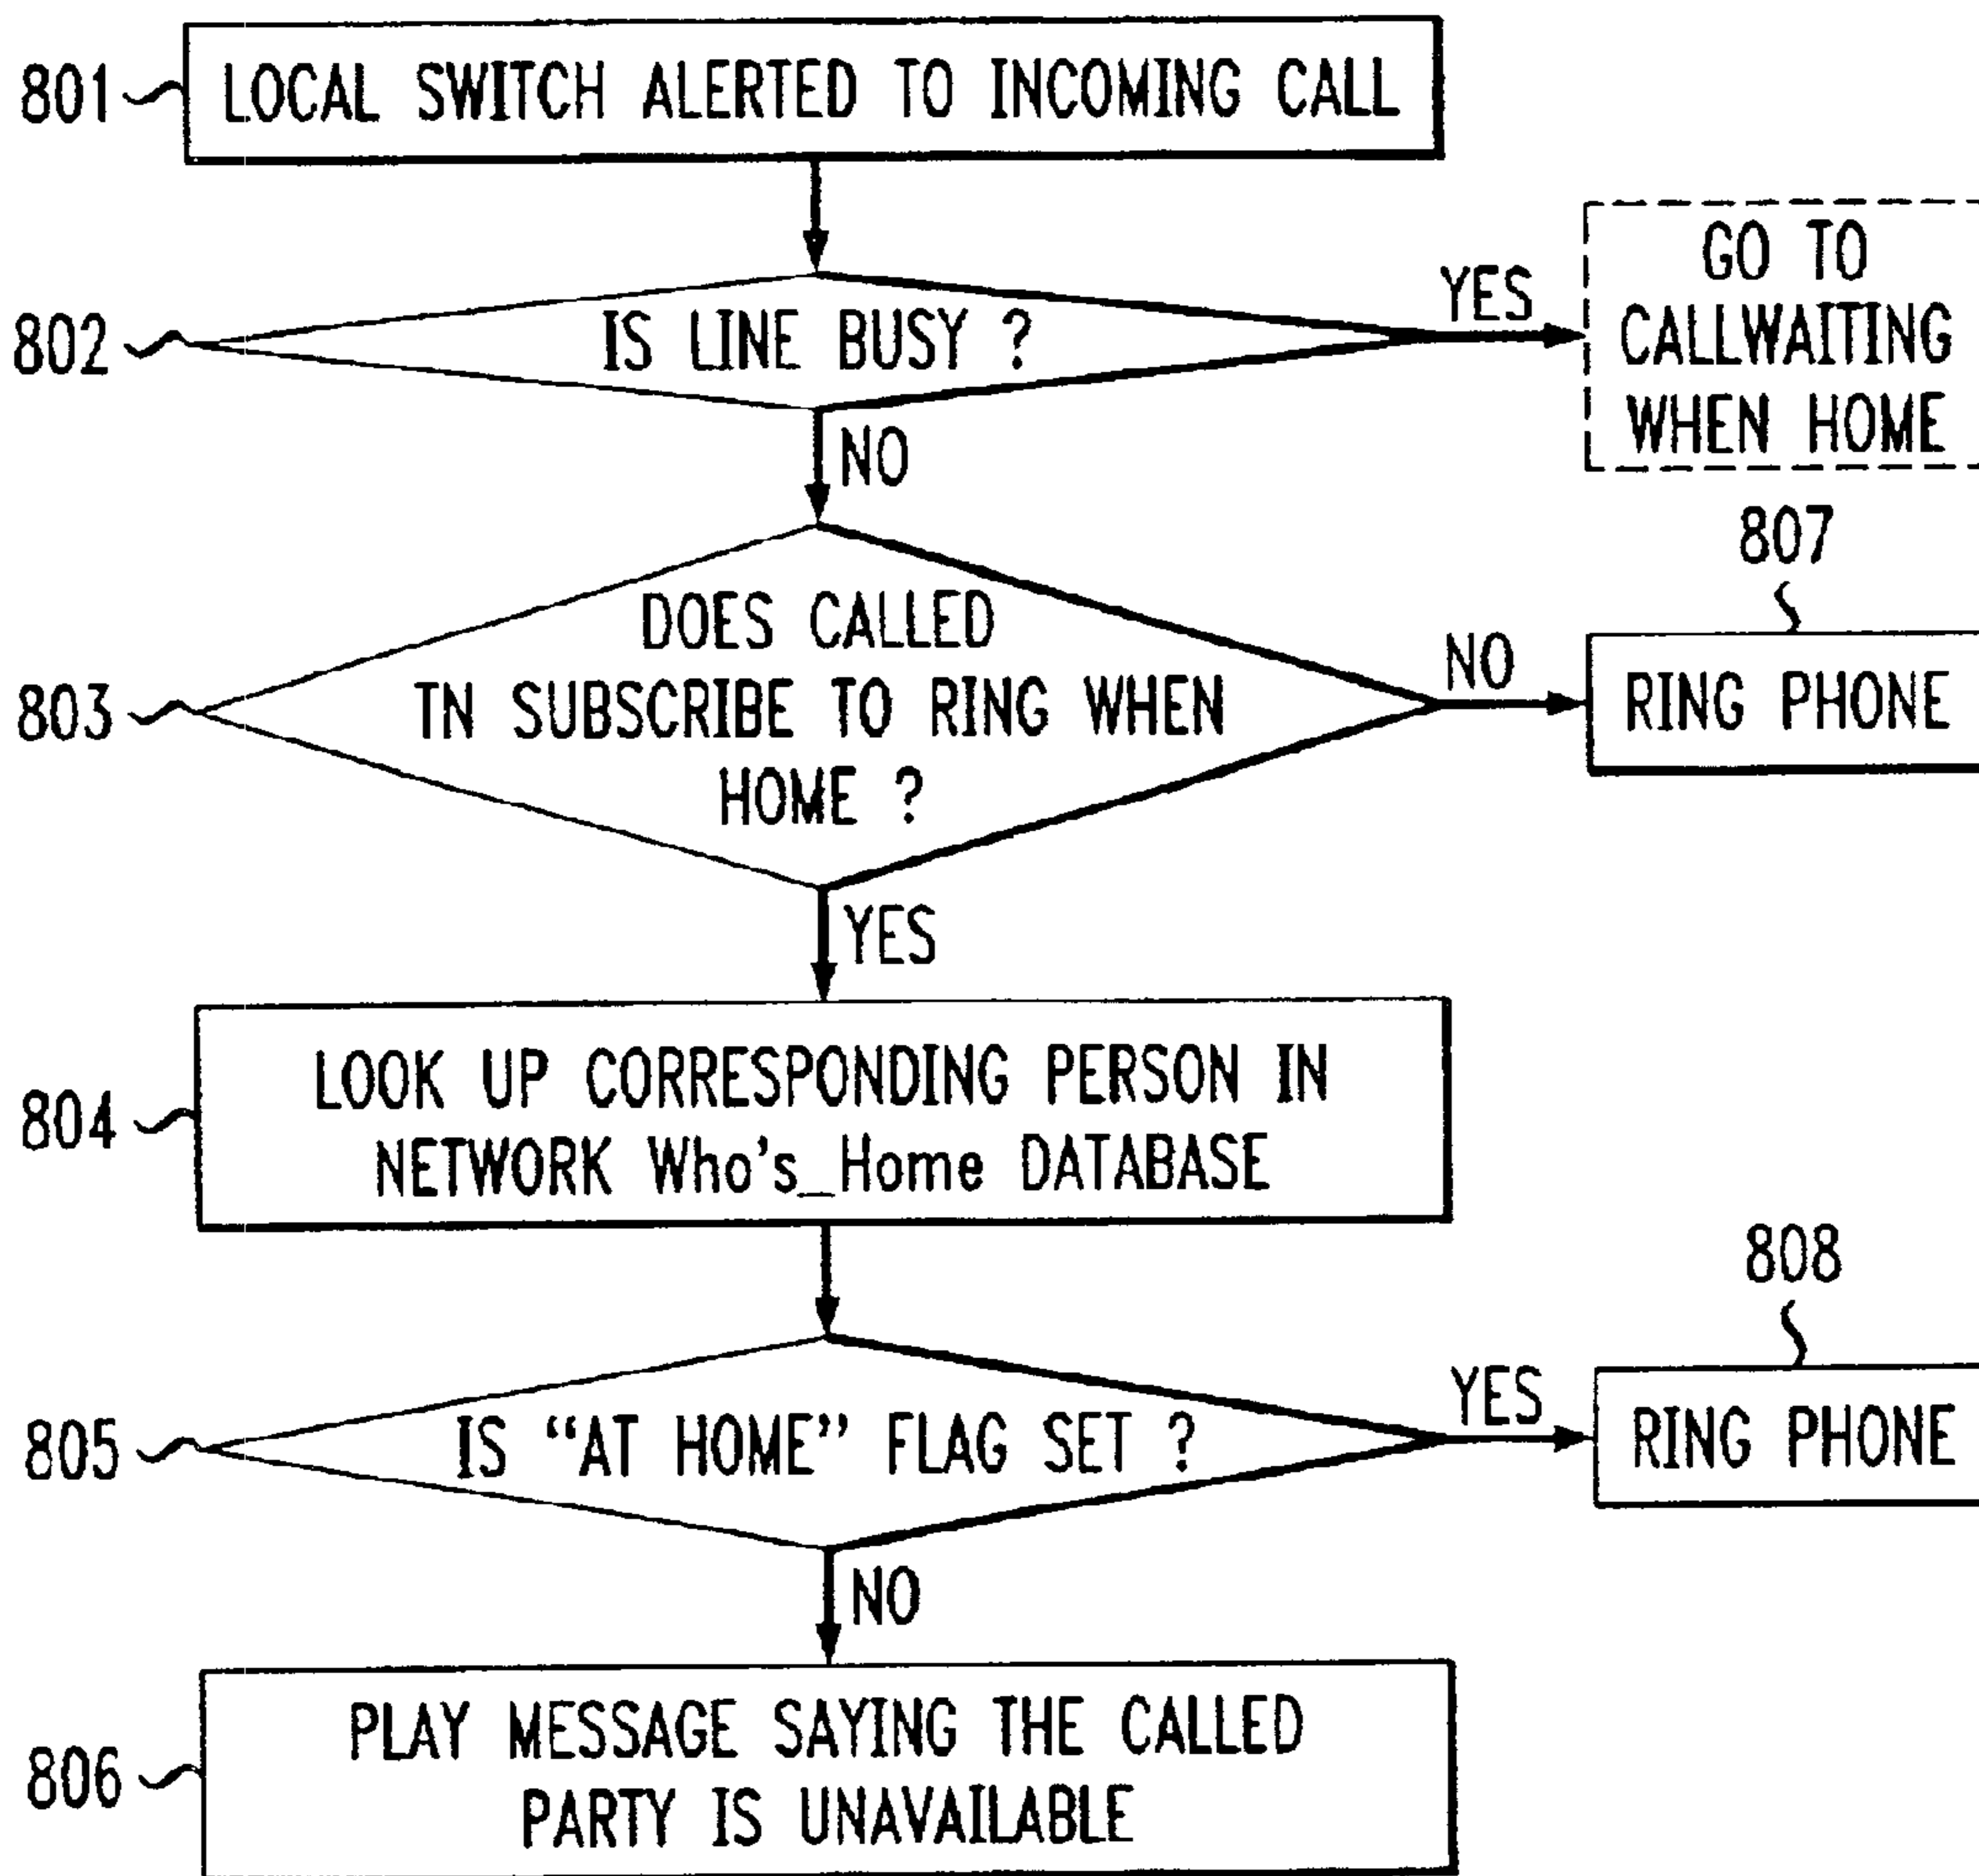 801
LOCAL SWITCH ALERTED TO INCOMING CALL
802
IS LINE BUSY ?
YES
GO TO
CALLWAITING
WHEN HOME
NO
803
DOES CALLED
TN SUBSCRIBE TO RING WHEN
HOME ?
NO
807
RING PHONE
YES
804
LOOK UP CORRESPONDING PERSON IN
NETWORK Who's_Home DATABASE
805
IS “AT HOME” FLAG SET ?
YES
808
RING PHONE
NO
806
PLAY MESSAGE SAYING THE CALLED
PARTY IS UNAVAILABLE